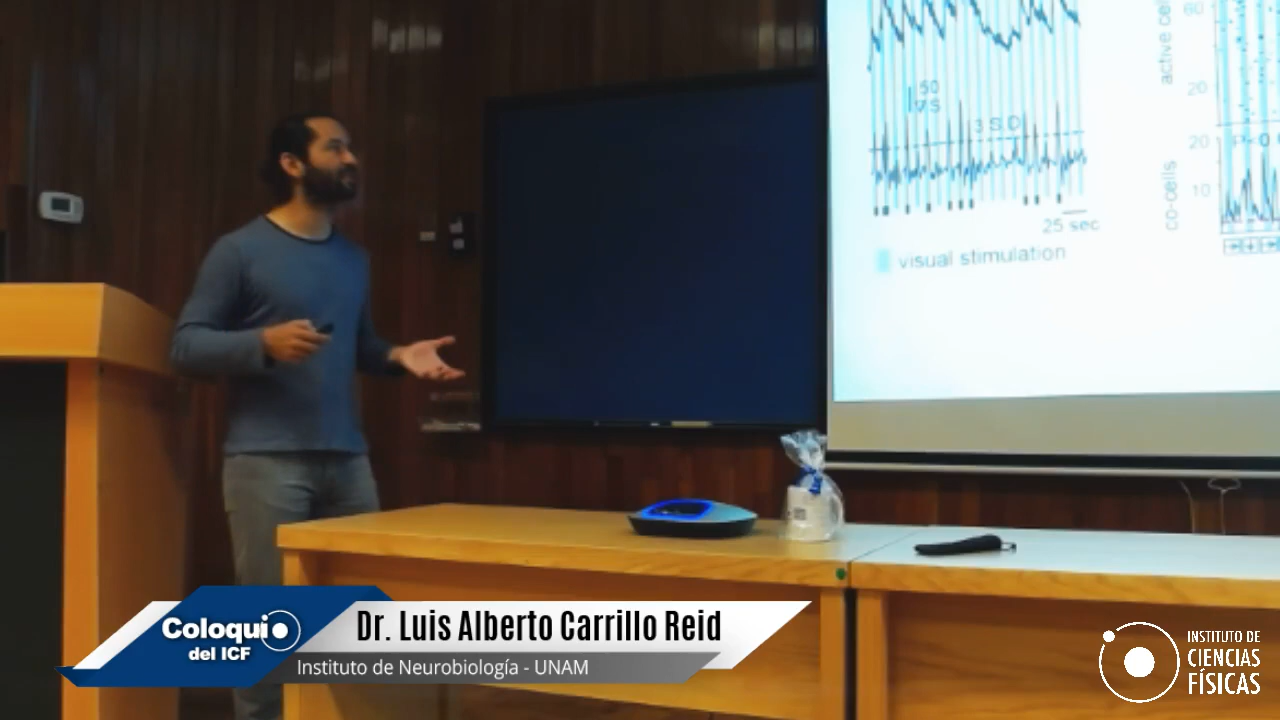 50
3 S.D
25 sec
visual stimulation
active
60
20
co-cells
20
10
P<0
Coloquio
del ICF
Dr. Luis Alberto Carrillo Reid
Instituto de Neurobiología - UNAM
INSTITUTO DE
CIENCIAS
FÍSICAS